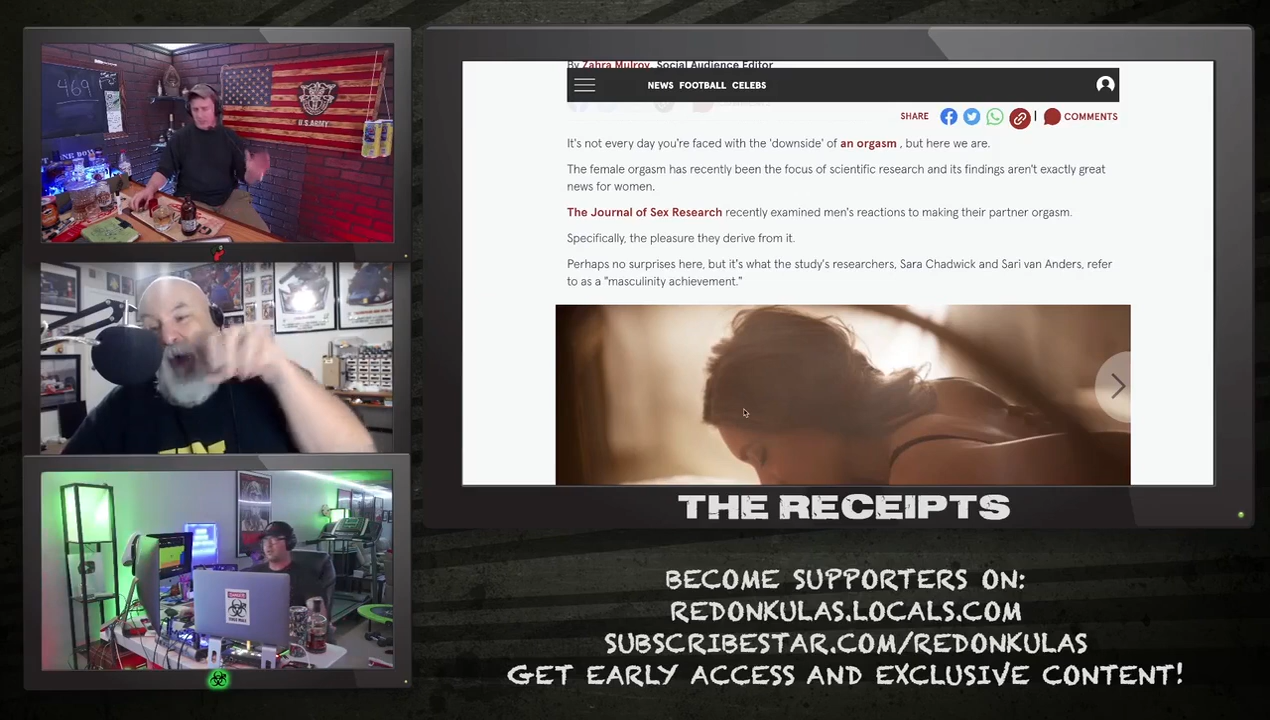 469
U.S. ARMY
By Zahra Mulroy, Social Audience Editor
NEWS FOOTBALL CELEBS
SHARE
COMMENTS
It's not every day you're faced with the 'downside' of an orgasm , but here we are.
The female orgasm has recently been the focus of scientific research and its findings aren't exactly great
news for women.
The Journal of Sex Research recently examined men's reactions to making their partner orgasm.
Specifically, the pleasure they derive from it.
Perhaps no surprises here, but it's what the study's researchers, Sara Chadwick and Sari van Anders, refer
to as a "masculinity achievement."
THE RECEIPTS
BECOME SUPPORTERS ON:
REDONKULAS.LOCALS.COM
SUBSCRIBESTAR.COM/REDONKULAS
GET EARLY ACCESS AND EXCLUSIVE CONTENT!